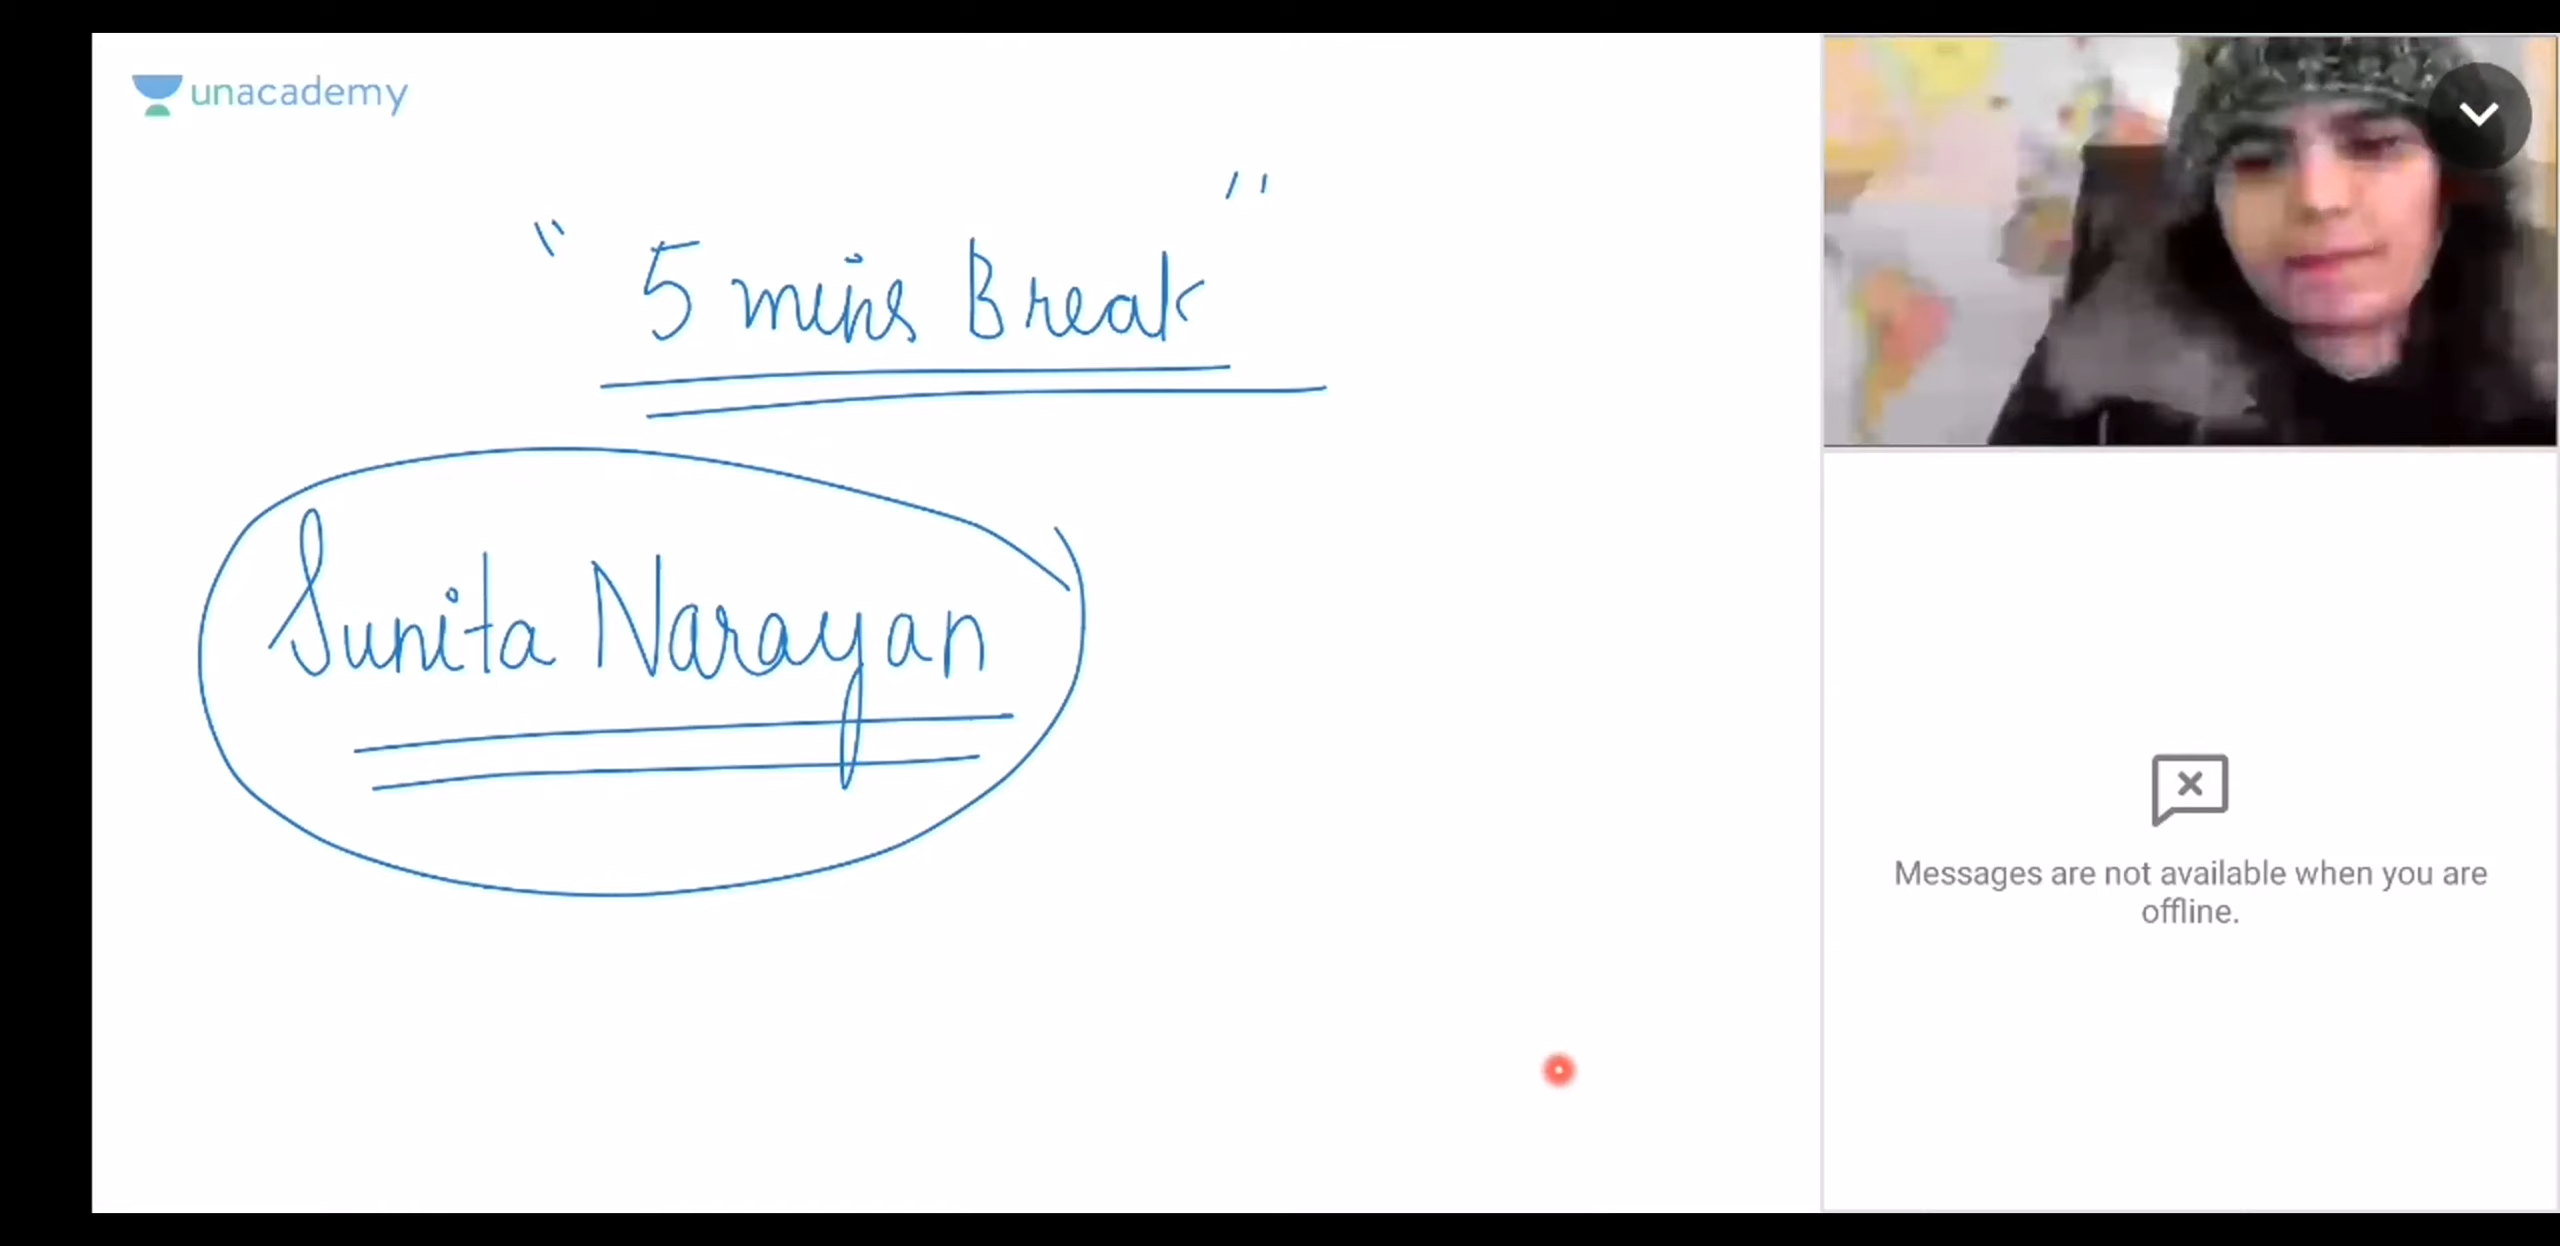 unacademy
" 5 mins Break "
Sunita Narayan
Messages are not available when you are
offline.